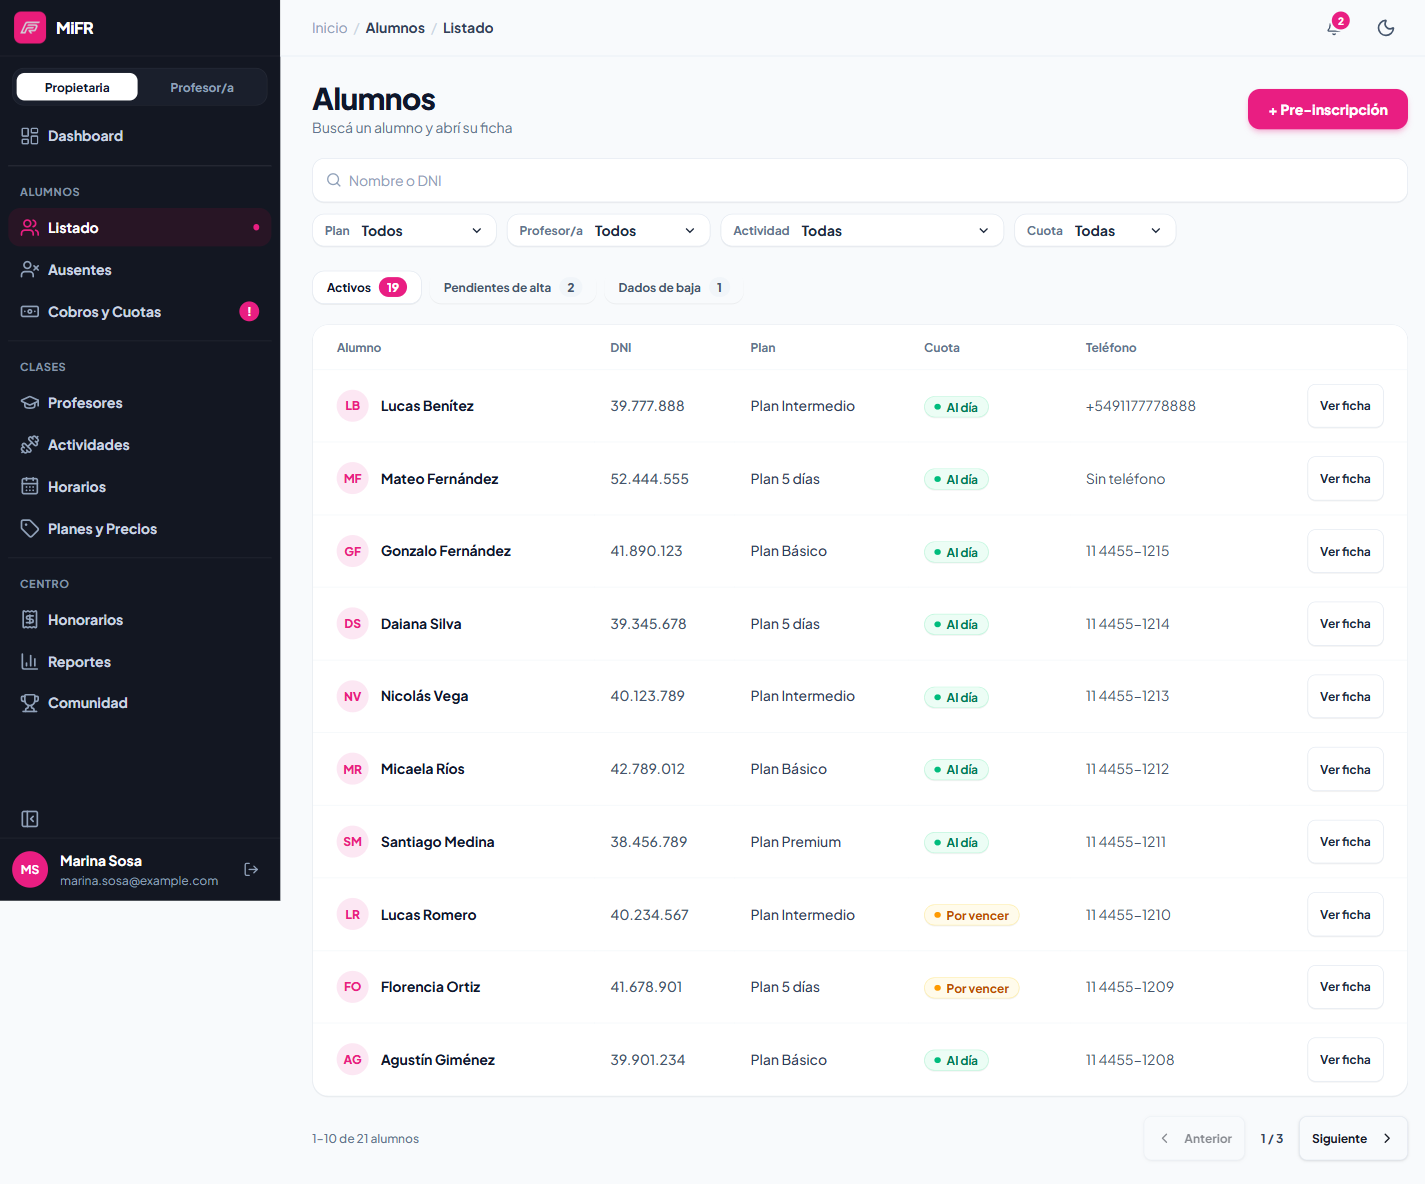 MiFR
Propietaria Profesor/a
Dashboard
ALUMNOS
Listado
Ausentes
Cobros y Cuotas !
CLASES
Profesores
Actividades
Horarios
Planes y Precios
CENTRO
Honorarios
Reportes
Comunidad
MS Marina Sosa
marina.sosa@example.com
Inicio / Alumnos / Listado
2
Alumnos
Buscá un alumno y abrí su ficha
+ Pre-inscripción
Nombre o DNI
Plan Todos Profesor/a Todos Actividad Todas Cuota Todas
Activos 19 Pendientes de alta 2 Dados de baja 1
Alumno DNI Plan Cuota Teléfono
LB Lucas Benítez 39.777.888 Plan Intermedio Al día +5491177778888 Ver ficha
MF Mateo Fernández 52.444.555 Plan 5 días Al día Sin teléfono Ver ficha
GF Gonzalo Fernández 41.890.123 Plan Básico Al día 11 4455-1215 Ver ficha
DS Daiana Silva 39.345.678 Plan 5 días Al día 11 4455-1214 Ver ficha
NV Nicolás Vega 40.123.789 Plan Intermedio Al día 11 4455-1213 Ver ficha
MR Micaela Ríos 42.789.012 Plan Básico Al día 11 4455-1212 Ver ficha
SM Santiago Medina 38.456.789 Plan Premium Al día 11 4455-1211 Ver ficha
LR Lucas Romero 40.234.567 Plan Intermedio Por vencer 11 4455-1210 Ver ficha
FO Florencia Ortiz 41.678.901 Plan 5 días Por vencer 11 4455-1209 Ver ficha
AG Agustín Giménez 39.901.234 Plan Básico Al día 11 4455-1208 Ver ficha
1–10 de 21 alumnos
Anterior 1 / 3 Siguiente